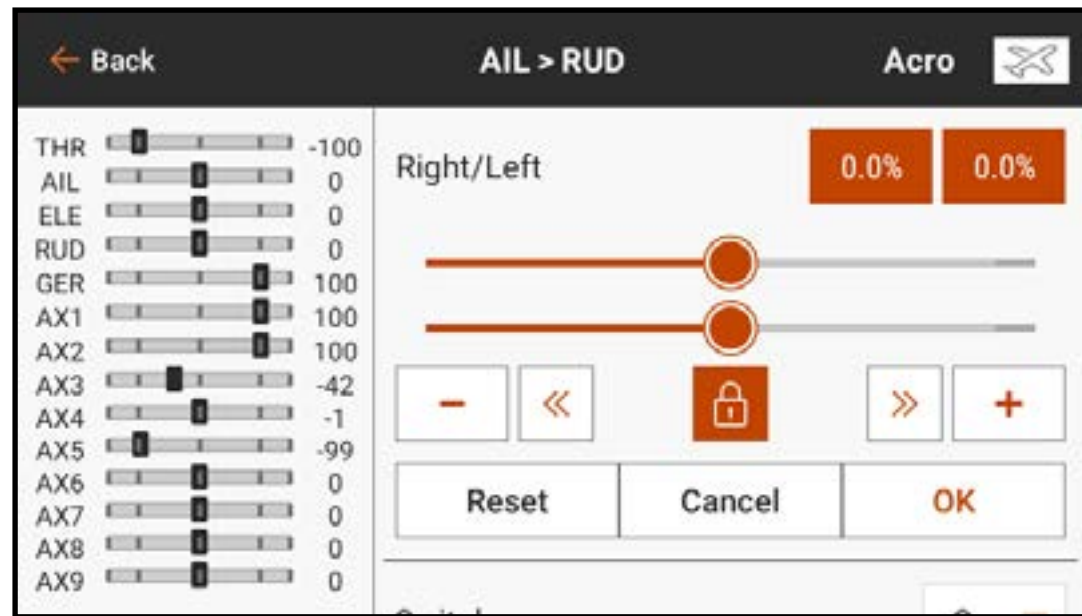 Back
AIL > RUD
Acro
THR -100
AIL 0
ELE 0
RUD 0
GER 100
AX1 100
AX2 100
AX3 -42
AX4 -1
AX5 -99
AX6 0
AX7 0
AX8 0
AX9 0
Right/Left 0.0% 0.0%
Reset Cancel OK